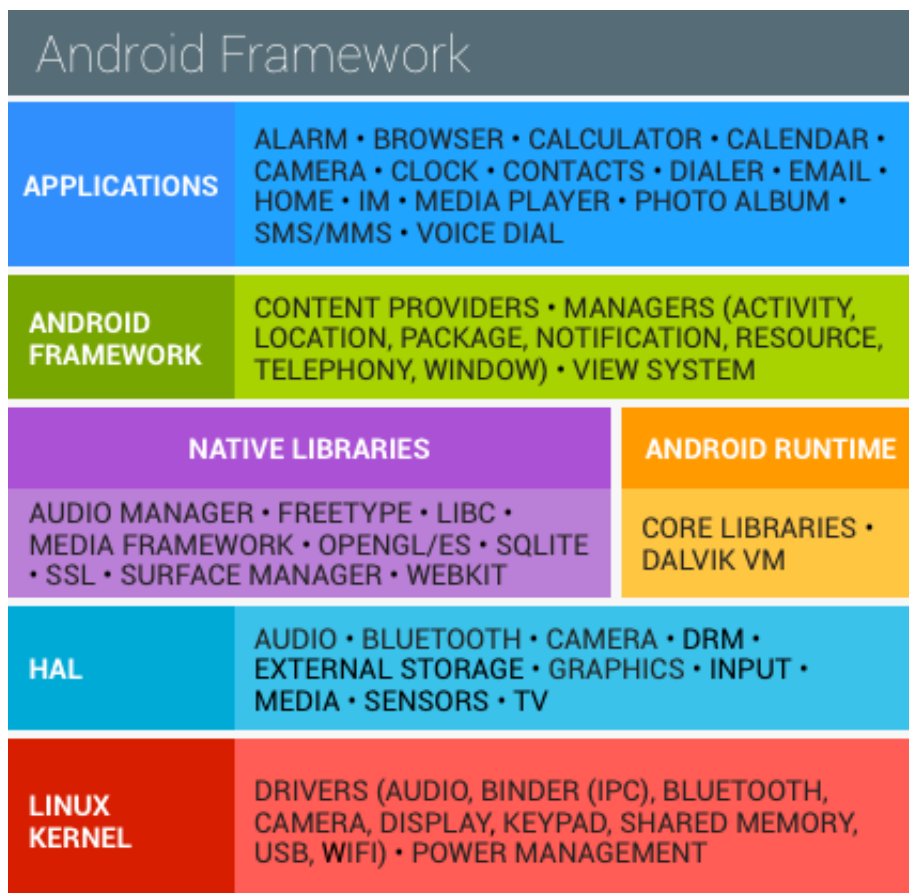 Android Framework
APPLICATIONS
ALARM • BROWSER • CALCULATOR • CALENDAR •
CAMERA • CLOCK • CONTACTS • DIALER • EMAIL •
HOME • IM • MEDIA PLAYER • PHOTO ALBUM •
SMS/MMS • VOICE DIAL
ANDROID
FRAMEWORK
CONTENT PROVIDERS • MANAGERS (ACTIVITY,
LOCATION, PACKAGE, NOTIFICATION, RESOURCE,
TELEPHONY, WINDOW) • VIEW SYSTEM
NATIVE LIBRARIES
AUDIO MANAGER • FREETYPE • LIBC •
MEDIA FRAMEWORK • OPENGL/ES • SQLITE
• SSL • SURFACE MANAGER • WEBKIT
ANDROID RUNTIME
CORE LIBRARIES •
DALVIK VM
HAL
AUDIO • BLUETOOTH • CAMERA • DRM •
EXTERNAL STORAGE • GRAPHICS • INPUT •
MEDIA • SENSORS • TV
LINUX
KERNEL
DRIVERS (AUDIO, BINDER (IPC), BLUETOOTH,
CAMERA, DISPLAY, KEYPAD, SHARED MEMORY,
USB, WIFI) • POWER MANAGEMENT